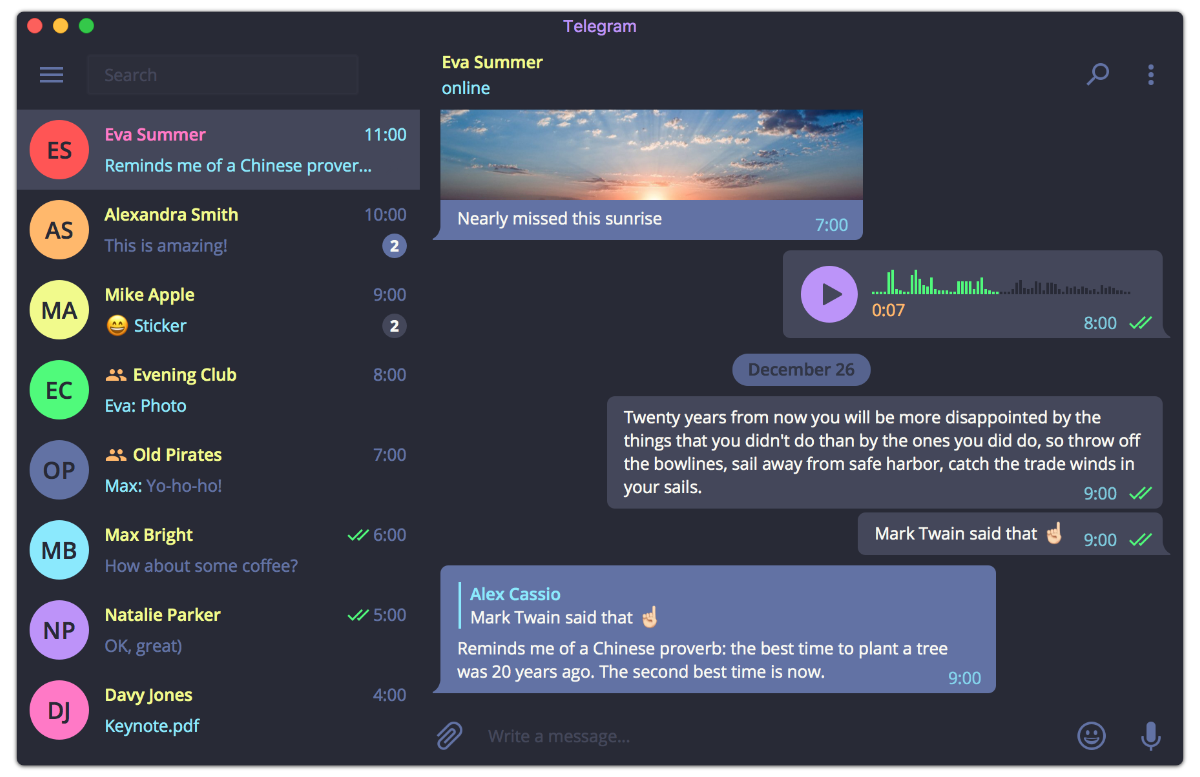 Telegram
Search
ES
Eva Summer
11:00
Reminds me of a Chinese prover...
AS
Alexandra Smith
10:00
This is amazing!
2
MA
Mike Apple
9:00
😄 Sticker
2
EC
Evening Club
8:00
Eva: Photo
OP
Old Pirates
7:00
Max: Yo-ho-ho!
MB
Max Bright
6:00
How about some coffee?
NP
Natalie Parker
5:00
OK, great)
DJ
Davy Jones
4:00
Keynote.pdf
Eva Summer
online
Nearly missed this sunrise
7:00
0:07
8:00
December 26
Twenty years from now you will be more disappointed by the
things that you didn't do than by the ones you did do, so throw off
the bowlines, sail away from safe harbor, catch the trade winds in
your sails.
9:00
Mark Twain said that ☝🏻
9:00
Alex Cassio
Mark Twain said that ☝🏻
Reminds me of a Chinese proverb: the best time to plant a tree
was 20 years ago. The second best time is now.
9:00
Write a message...